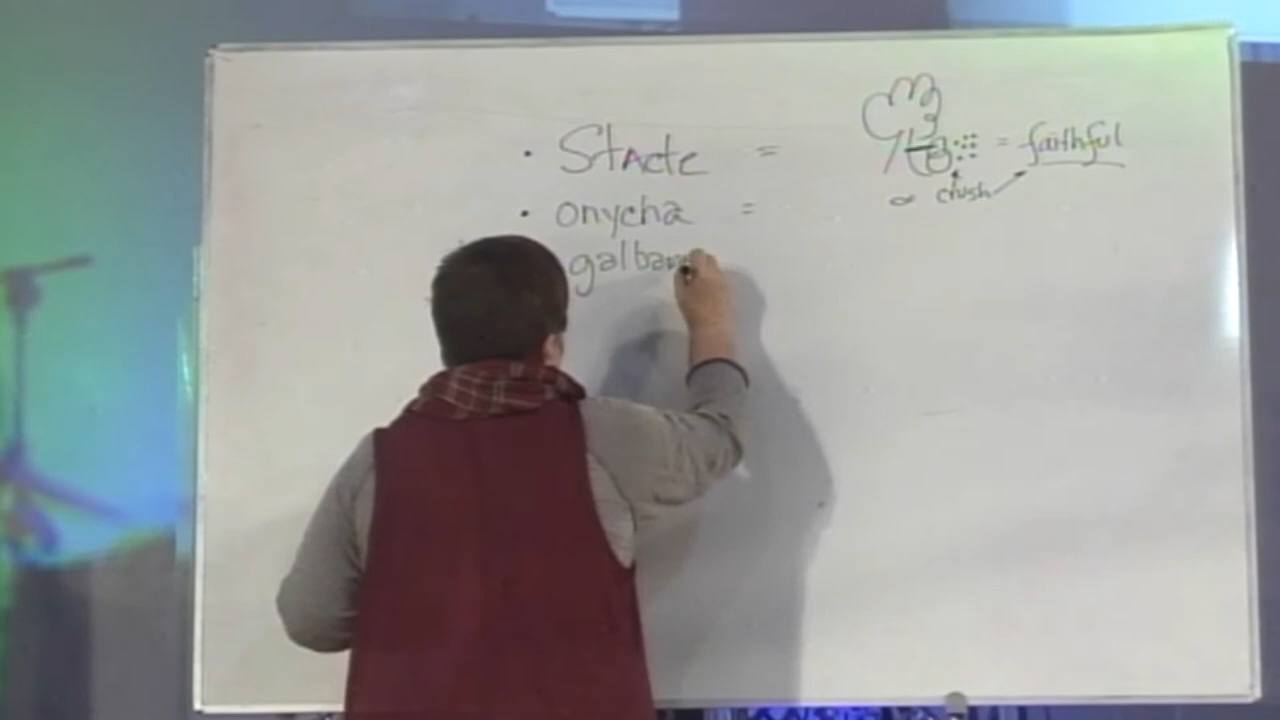 • Stacte = = faithful
crush
• onycha =
galban